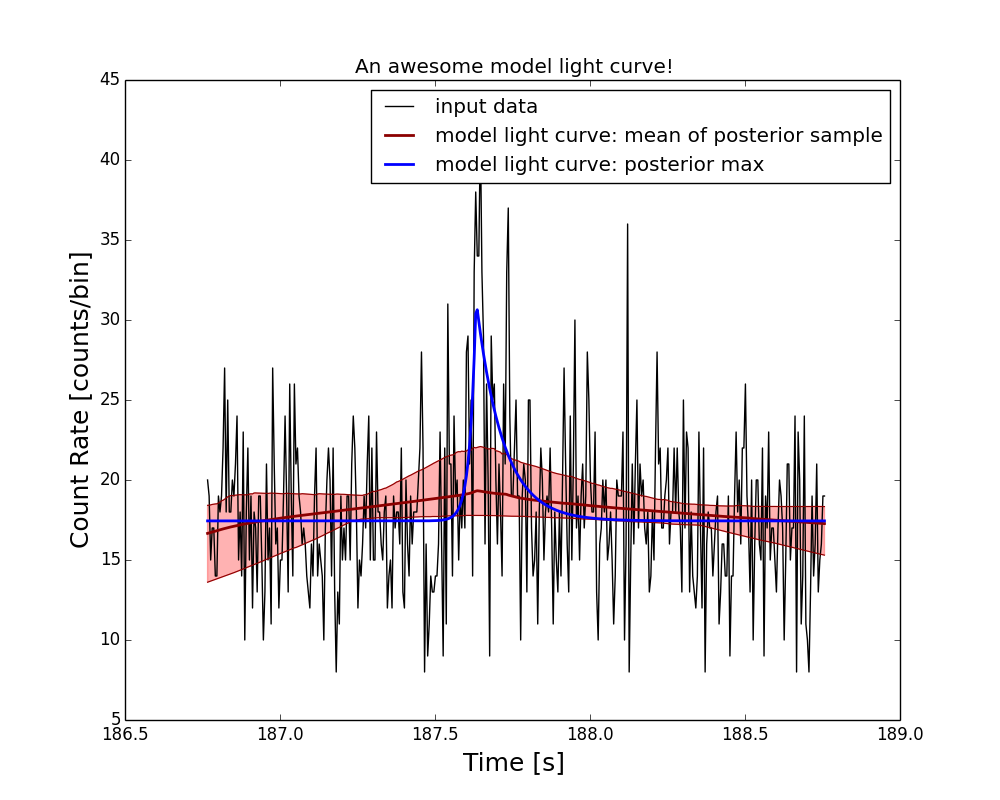 An awesome model light curve!
45
40
35
30
25
20
15
10
5
input data
model light curve: mean of posterior sample
model light curve: posterior max
Count Rate [counts/bin]
186.5 187.0 187.5 188.0 188.5 189.0
Time [s]